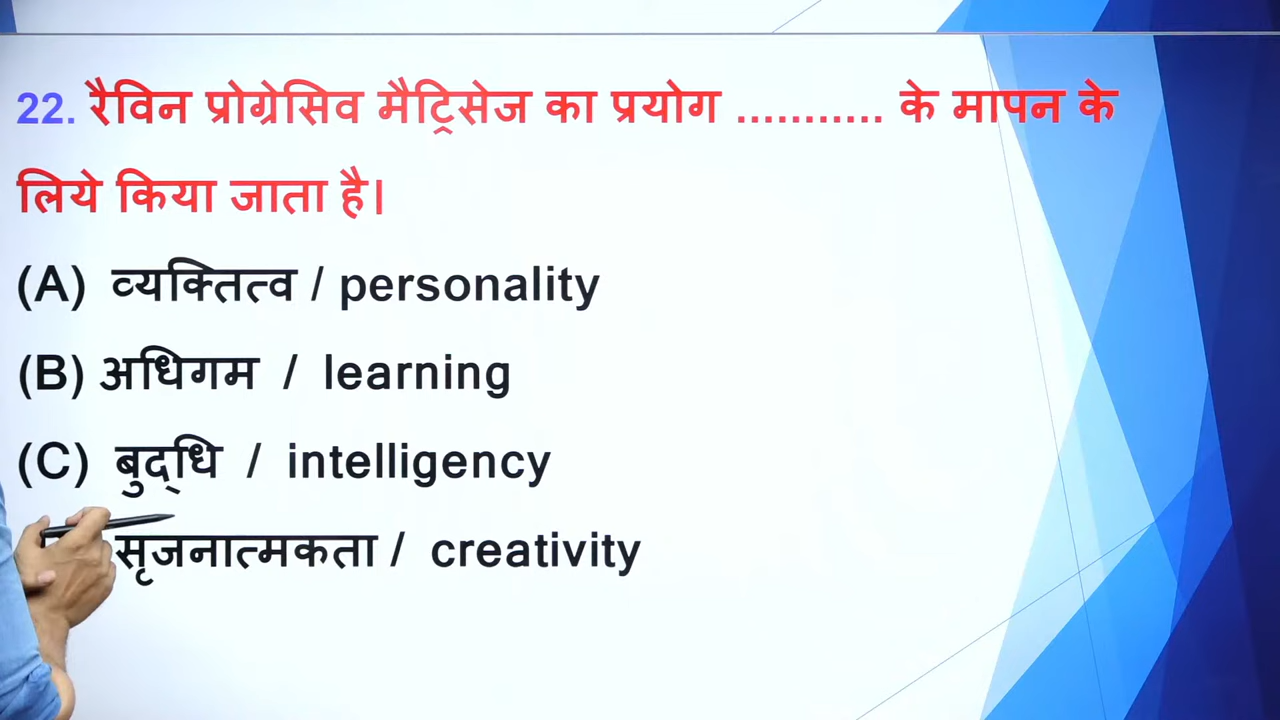 22. रैविन प्रोग्रेसिव मैट्रिसेज का प्रयोग ........... के मापन के
लिये किया जाता है।
(A) व्यक्तित्व / personality
(B) अधिगम / learning
(C) बुद्धि / intelligency
सृजनात्मकता / creativity